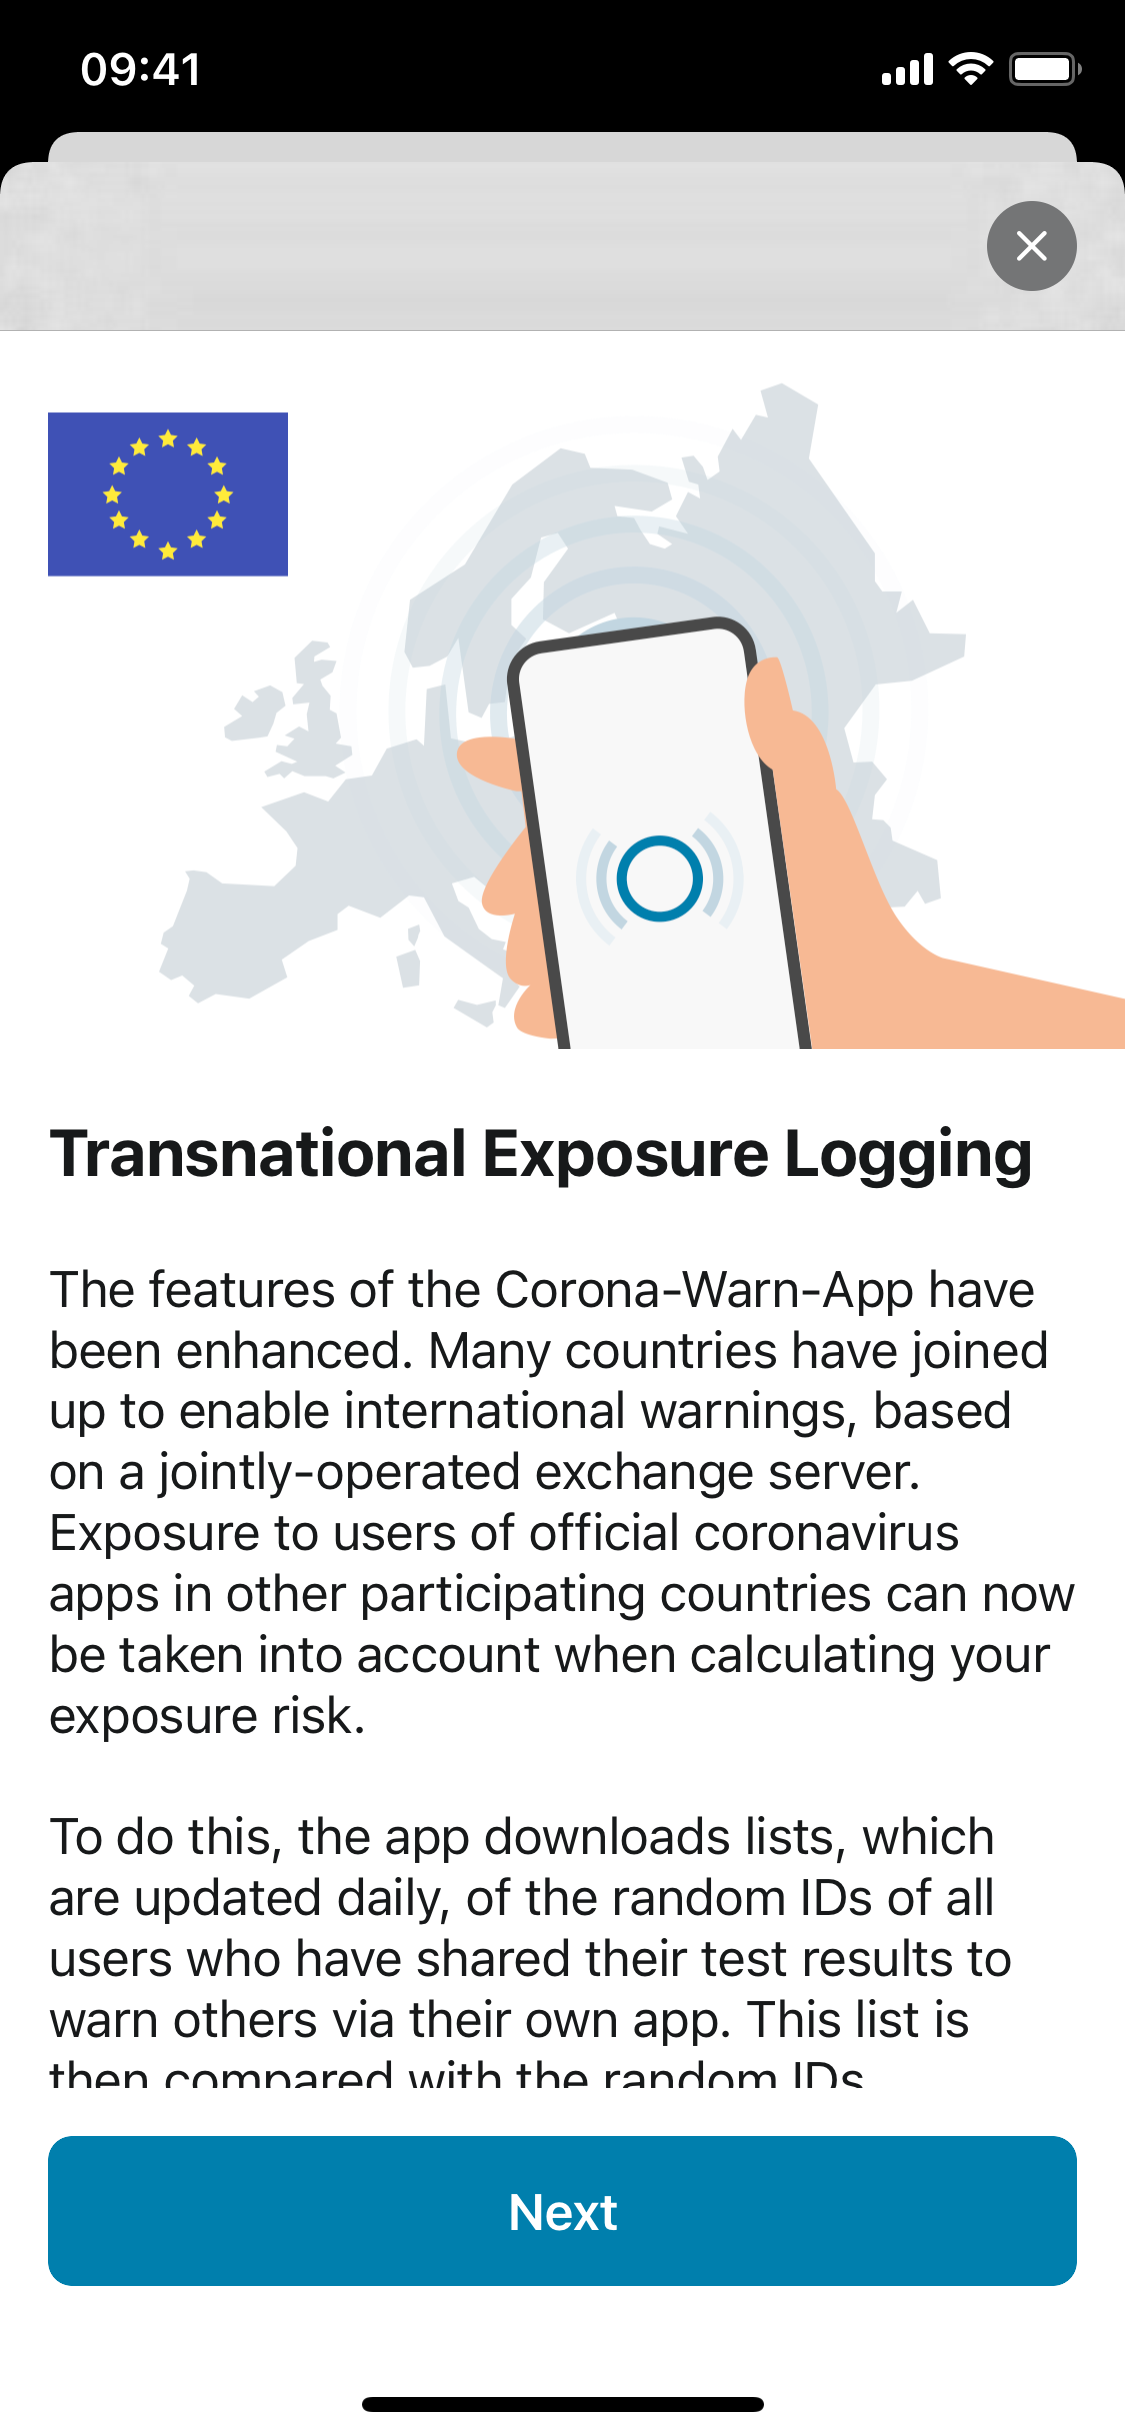 09:41
Transnational Exposure Logging
The features of the Corona-Warn-App have
been enhanced. Many countries have joined
up to enable international warnings, based
on a jointly-operated exchange server.
Exposure to users of official coronavirus
apps in other participating countries can now
be taken into account when calculating your
exposure risk.
To do this, the app downloads lists, which
are updated daily, of the random IDs of all
users who have shared their test results to
warn others via their own app. This list is
then compared with the random IDs
Next